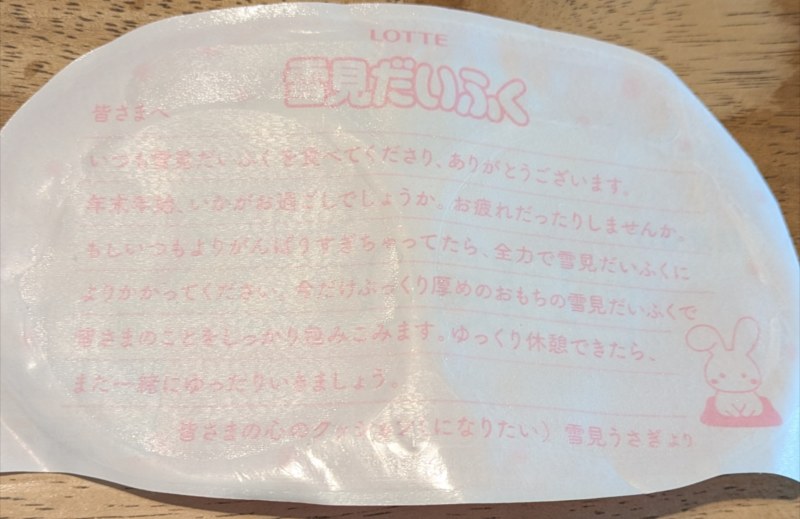 LOTTE
雪見だいふく
皆さまへ
いつも雪見だいふくを食べてくださり、ありがとうございます。
年末年始、いかがお過ごしでしょうか。お疲れだったりしませんか。
もしいつもよりがんばりすぎちゃってたら、全力で雪見だいふくに
よりかかってください。今だけぷっくり厚めのおもちの雪見だいふくで
皆さまのことをしっかり包みこみます。ゆっくり休憩できたら、
また一緒にゆったりいきましょう。
皆さまの心のクッション(になりたい) 雪見うさぎより